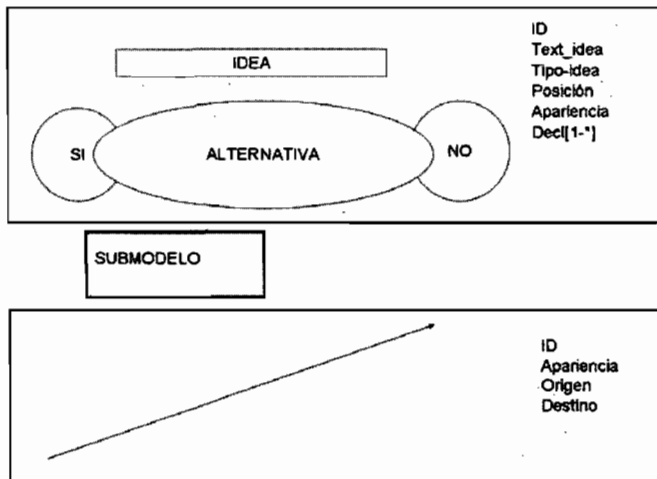 IDEA
SI
ALTERNATIVA
NO
ID
Text_idea
Tipo-idea
Posición
Apariencia
Decl[1-*]
SUBMODELO
ID
Apariencia
Origen
Destino